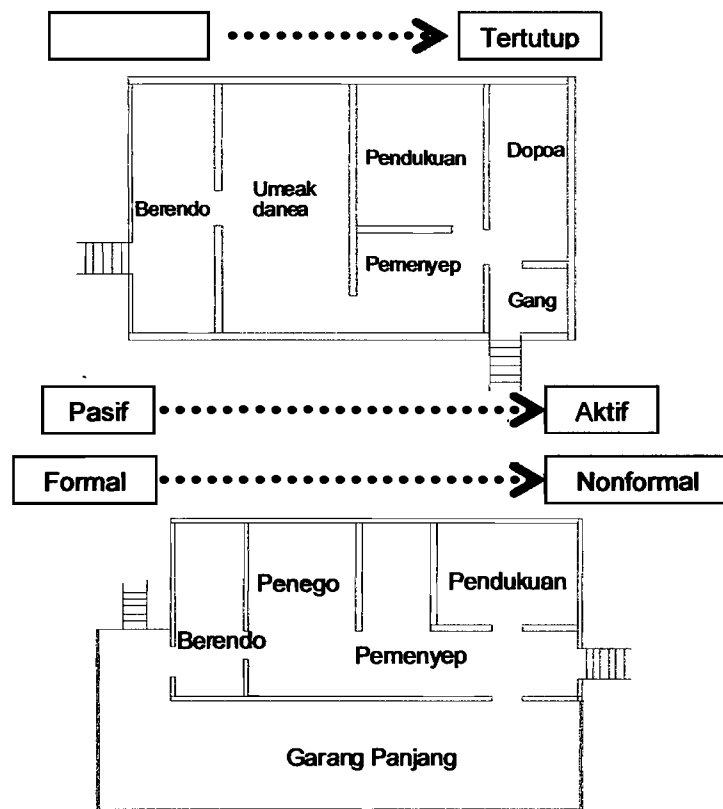 Tertutup
Pendukuan
Dopoa
Umeak
danea
Berendo
Pemenyep
Gang
Pasif
Aktif
Formal
Nonformal
Penego
Pendukuan
Berendo
Pemenyep
Garang Panjang